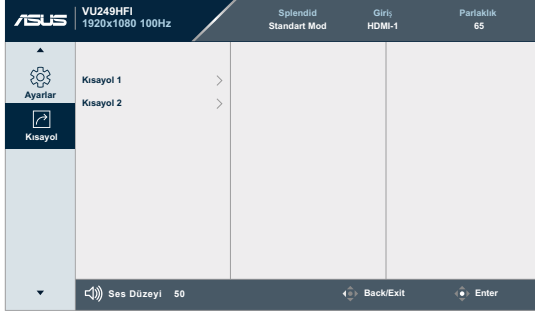 ASUS
VU249HFI
1920x1080 100Hz
Splendid
Standart Mod
Giriş
HDMI-1
Parlaklık
65
Ayarlar
Kısayol
Kısayol 1
Kısayol 2
Ses Düzeyi 50
Back/Exit
Enter